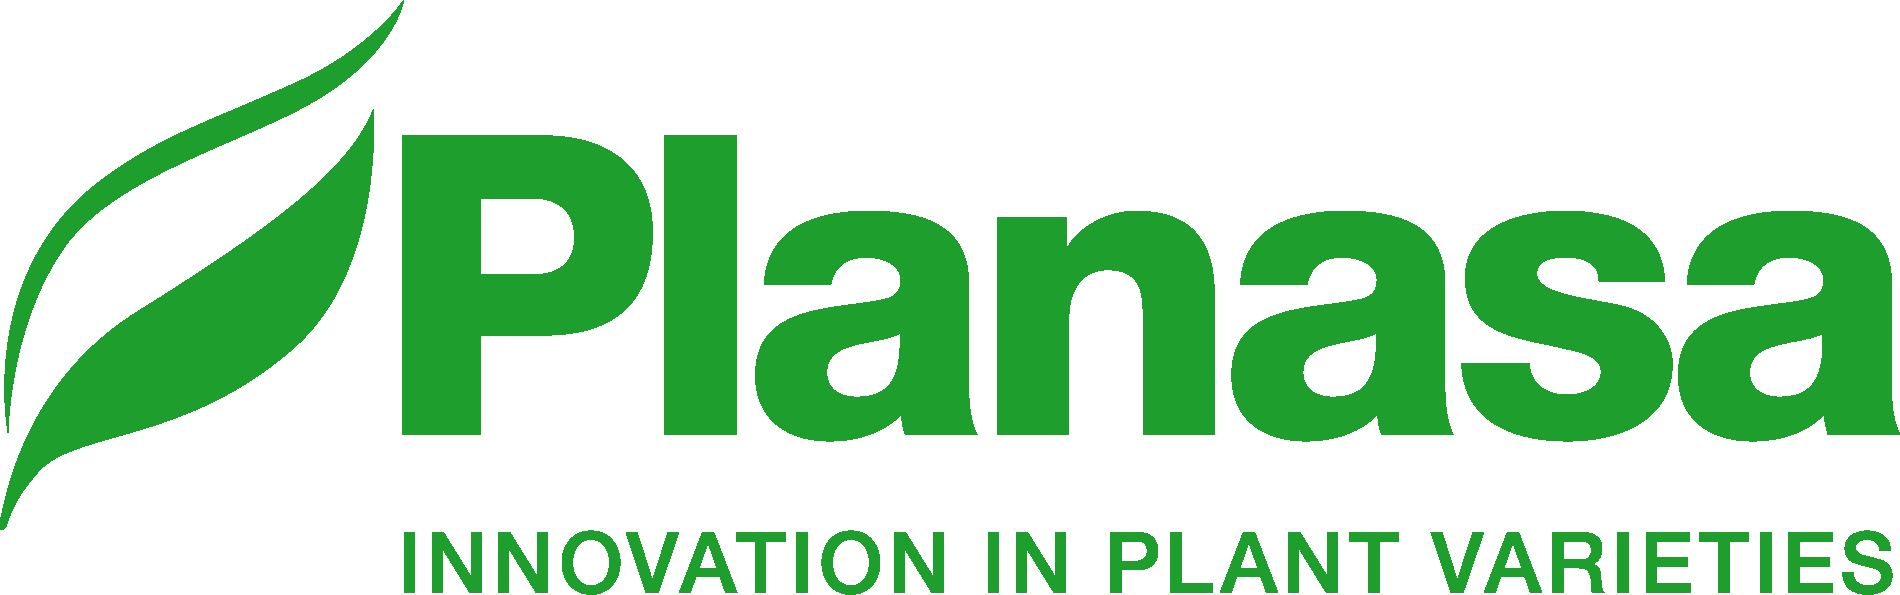 Planasa
INNOVATION IN PLANT VARIETIES